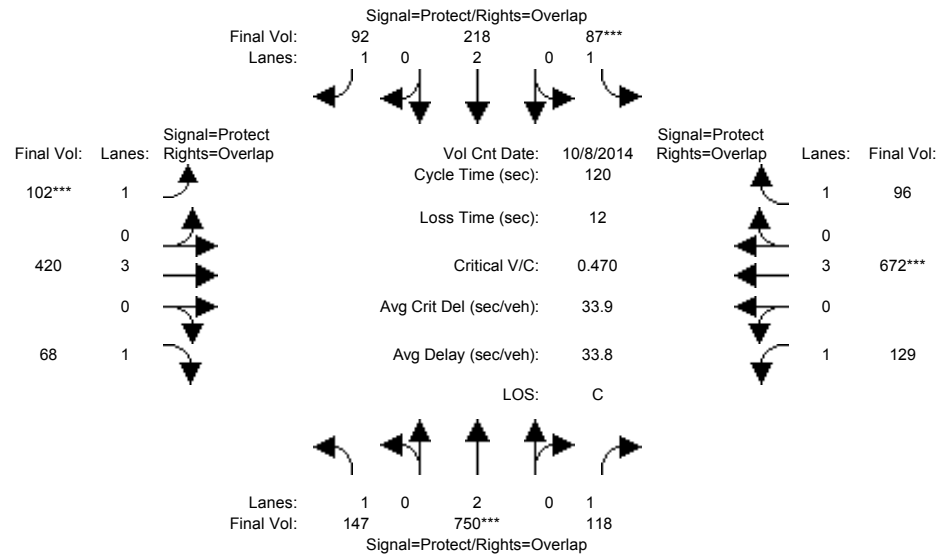 Signal=Protect/Rights=Overlap
Final Vol: 92 218 87***
Lanes: 1 0 2 0 1
Signal=Protect
Final Vol: Lanes: Rights=Overlap
Vol Cnt Date: 10/8/2014
Signal=Protect
Rights=Overlap Lanes: Final Vol:
Cycle Time (sec): 120
102*** 1
1 96
Loss Time (sec): 12
0
0
420 3
Critical V/C: 0.470
3 672***
0
Avg Crit Del (sec/veh): 33.9
0
68 1
Avg Delay (sec/veh): 33.8
1 129
LOS: C
Lanes: 1 0 2 0 1
Final Vol: 147 750*** 118
Signal=Protect/Rights=Overlap